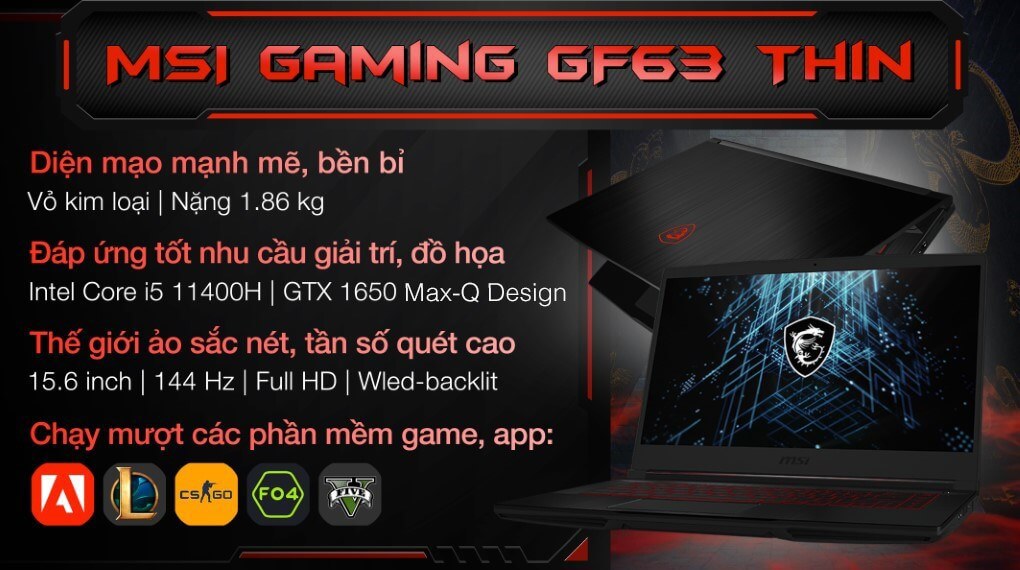 MSI GAMING GF63 THIN
Diện mạo mạnh mẽ, bền bỉ
Vỏ kim loại | Nặng 1.86 kg
Đáp ứng tốt nhu cầu giải trí, đồ họa
Intel Core i5 11400H | GTX 1650 Max-Q Design
Thế giới ảo sắc nét, tần số quét cao
15.6 inch | 144 Hz | Full HD | Wled-backlit
Chạy mượt các phần mềm game, app:
L
CS GO
FO4
V
FIVE
msi